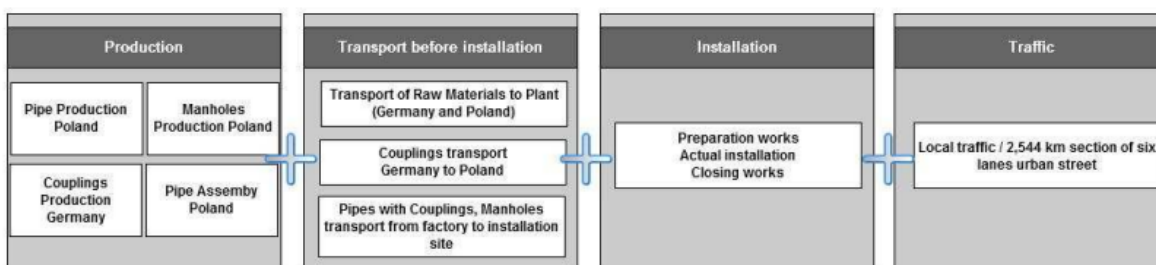 Production
Pipe Production
Poland
Manholes
Production Poland
Couplings
Production
Germany
Pipe Assemby
Poland
Transport before installation
Transport of Raw Materials to Plant
(Germany and Poland)
Couplings transport
Germany to Poland
Pipes with Couplings, Manholes
transport from factory to installation
site
Installation
Preparation works
Actual installation
Closing works
Traffic
Local traffic / 2,544 km section of six
lanes urban street